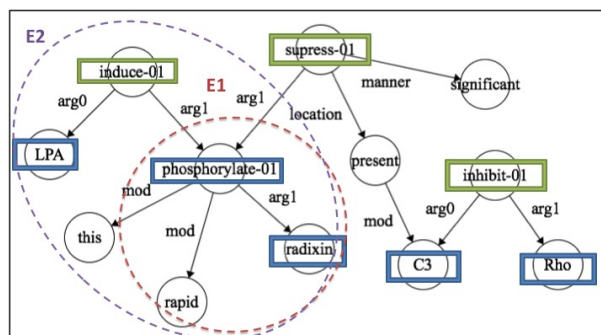 E2
induce-01
supress-01
E1
manner
significant
arg0
arg1
arg1
location
LPA
phosphorylate-01
present
inhibit-01
mod
arg1
mod
arg0
arg1
this
mod
radixin
C3
Rho
rapid